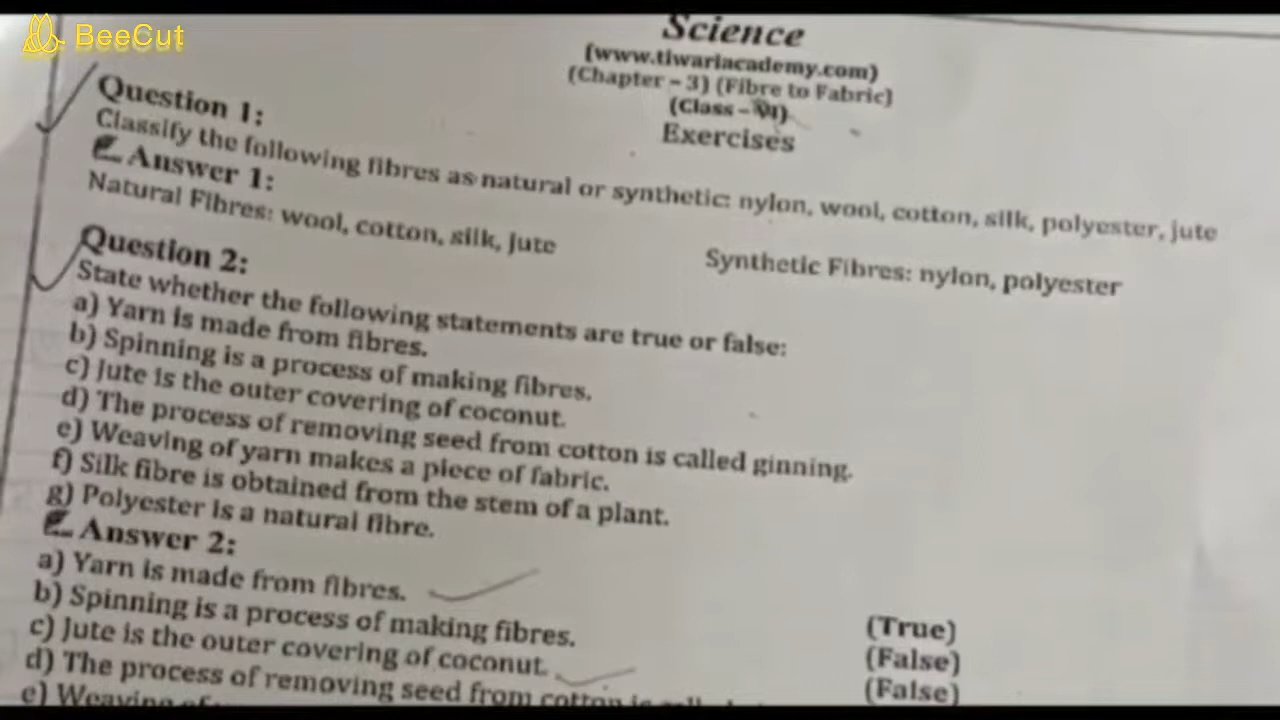 BeeCut
Science
(www.tiwariacademy.com)
(Chapter – 3) (Fibre to Fabric)
(Class – VI)
Exercises
Question 1:
Classify the following fibres as natural or synthetic: nylon, wool, cotton, silk, polyester, jute
Answer 1:
Natural Fibres: wool, cotton, silk, jute Synthetic Fibres: nylon, polyester
Question 2:
State whether the following statements are true or false:
a) Yarn is made from fibres.
b) Spinning is a process of making fibres.
c) Jute is the outer covering of coconut.
d) The process of removing seed from cotton is called ginning.
e) Weaving of yarn makes a piece of fabric.
f) Silk fibre is obtained from the stem of a plant.
g) Polyester is a natural fibre.
Answer 2:
a) Yarn is made from fibres. (True)
b) Spinning is a process of making fibres. (False)
c) Jute is the outer covering of coconut. (False)
d) The process of removing seed from cotton is
e) Weaving